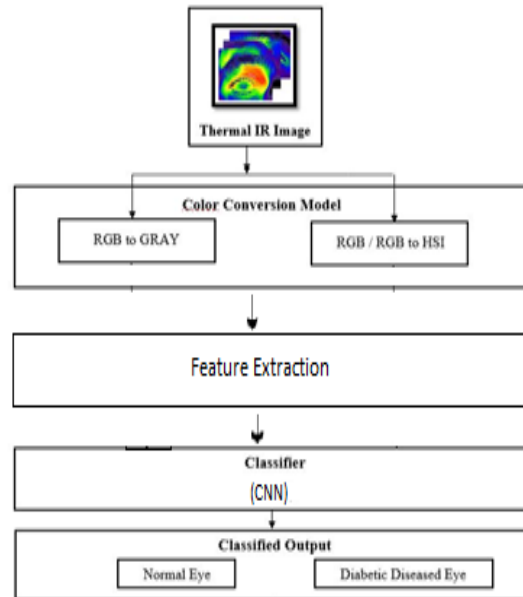 Thermal IR Image
Color Conversion Model
RGB to GRAY
RGB / RGB to HSI
Feature Extraction
Classifier
(CNN)
Classified Output
Normal Eye
Diabetic Diseased Eye